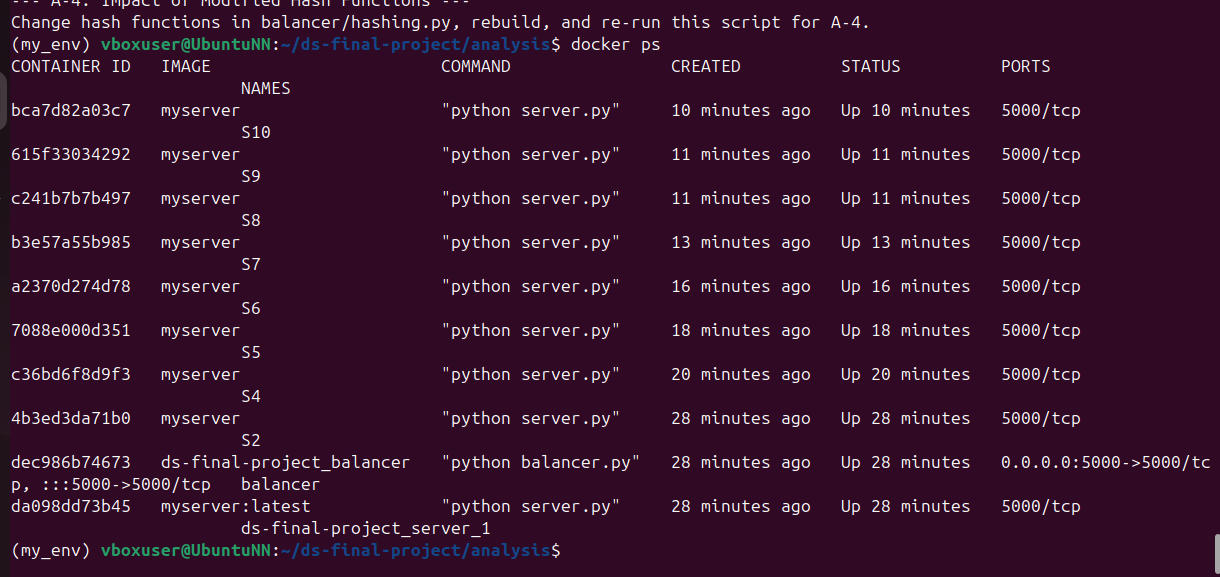 --- A-4: Impact of Modified Hash Functions ---
Change hash functions in balancer/hashing.py, rebuild, and re-run this script for A-4.
(my_env) vboxuser@UbuntuNN:~/ds-final-project/analysis$ docker ps
CONTAINER ID   IMAGE                       COMMAND                CREATED          STATUS          PORTS
                       NAMES
bca7d82a03c7   myserver                    "python server.py"     10 minutes ago   Up 10 minutes   5000/tcp
                       S10
615f33034292   myserver                    "python server.py"     11 minutes ago   Up 11 minutes   5000/tcp
                       S9
c241b7b7b497   myserver                    "python server.py"     11 minutes ago   Up 11 minutes   5000/tcp
                       S8
b3e57a55b985   myserver                    "python server.py"     13 minutes ago   Up 13 minutes   5000/tcp
                       S7
a2370d274d78   myserver                    "python server.py"     16 minutes ago   Up 16 minutes   5000/tcp
                       S6
7088e000d351   myserver                    "python server.py"     18 minutes ago   Up 18 minutes   5000/tcp
                       S5
c36bd6f8d9f3   myserver                    "python server.py"     20 minutes ago   Up 20 minutes   5000/tcp
                       S4
4b3ed3da71b0   myserver                    "python server.py"     28 minutes ago   Up 28 minutes   5000/tcp
                       S2
dec986b74673   ds-final-project_balancer   "python balancer.py"   28 minutes ago   Up 28 minutes   0.0.0.0:5000->5000/tc
p, :::5000->5000/tcp   balancer
da098dd73b45   myserver:latest             "python server.py"     28 minutes ago   Up 28 minutes   5000/tcp
                       ds-final-project_server_1
(my_env) vboxuser@UbuntuNN:~/ds-final-project/analysis$